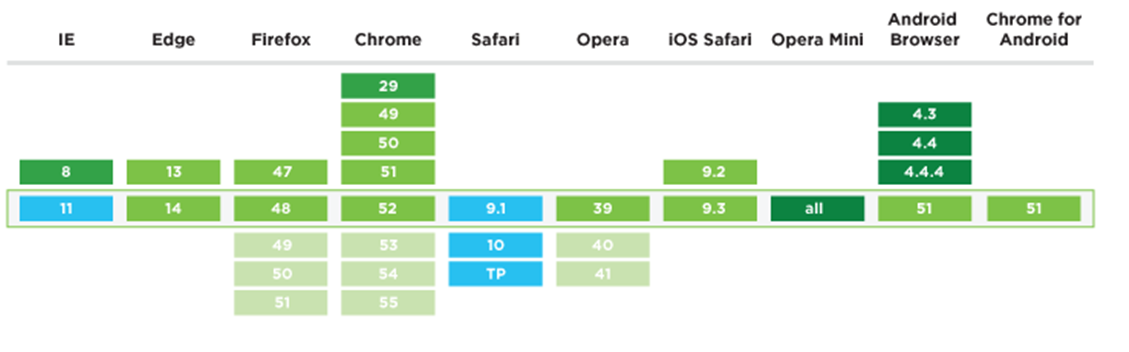 IE Edge Firefox Chrome Safari Opera iOS Safari Opera Mini Android Browser Chrome for Android
29
49 4.3
50 4.4
8 13 47 51 9.2 4.4.4
11 14 48 52 9.1 39 9.3 all 51 51
49 53 10 40
50 54 TP 41
51 55